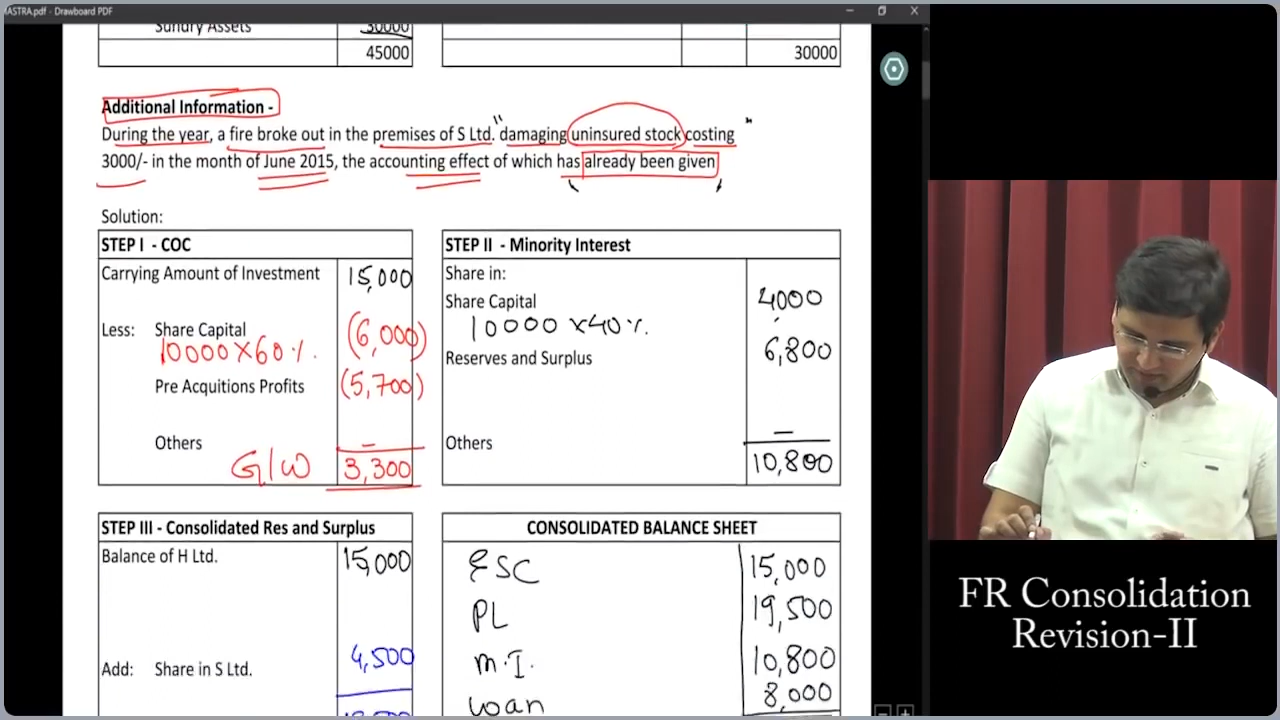 MASTRA.pdf - Drawboard PDF
Sundry Assets 30000
45000
30000
Additional Information -
During the year, a fire broke out in the premises of S Ltd. damaging uninsured stock costing
3000/- in the month of June 2015, the accounting effect of which has already been given
Solution:
STEP I - COC
Carrying Amount of Investment 15,000
Less: Share Capital (6,000)
10000 × 60 %.
Pre Acquitions Profits (5,700)
Others –
G/W 3,300
STEP II - Minority Interest
Share in:
Share Capital 4000
10000 × 40 %.
Reserves and Surplus 6,800
Others –
10,800
STEP III - Consolidated Res and Surplus
Balance of H Ltd. 15,000
Add: Share in S Ltd. 4,500
CONSOLIDATED BALANCE SHEET
ESC 15,000
PL 19,500
M.I. 10,800
Loan 8,000
FR Consolidation
Revision-II